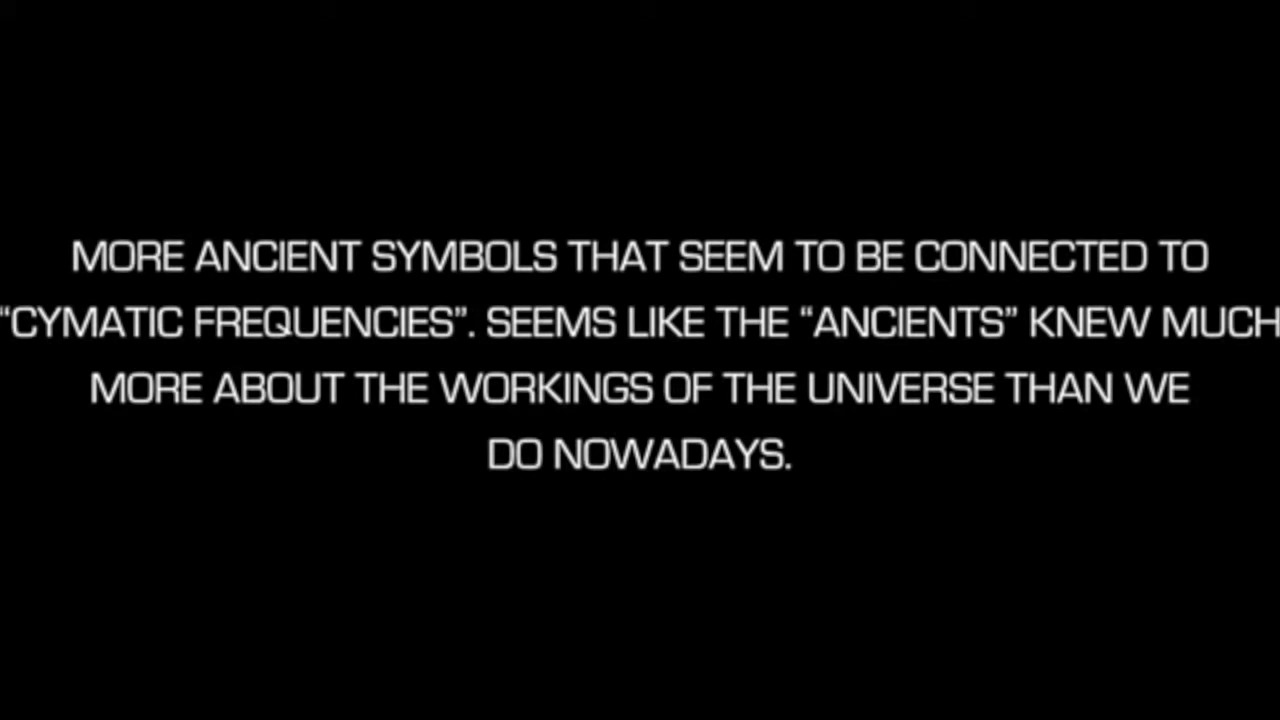 MORE ANCIENT SYMBOLS THAT SEEM TO BE CONNECTED TO
“CYMATIC FREQUENCIES”. SEEMS LIKE THE “ANCIENTS” KNEW MUCH
MORE ABOUT THE WORKINGS OF THE UNIVERSE THAN WE
DO NOWADAYS.